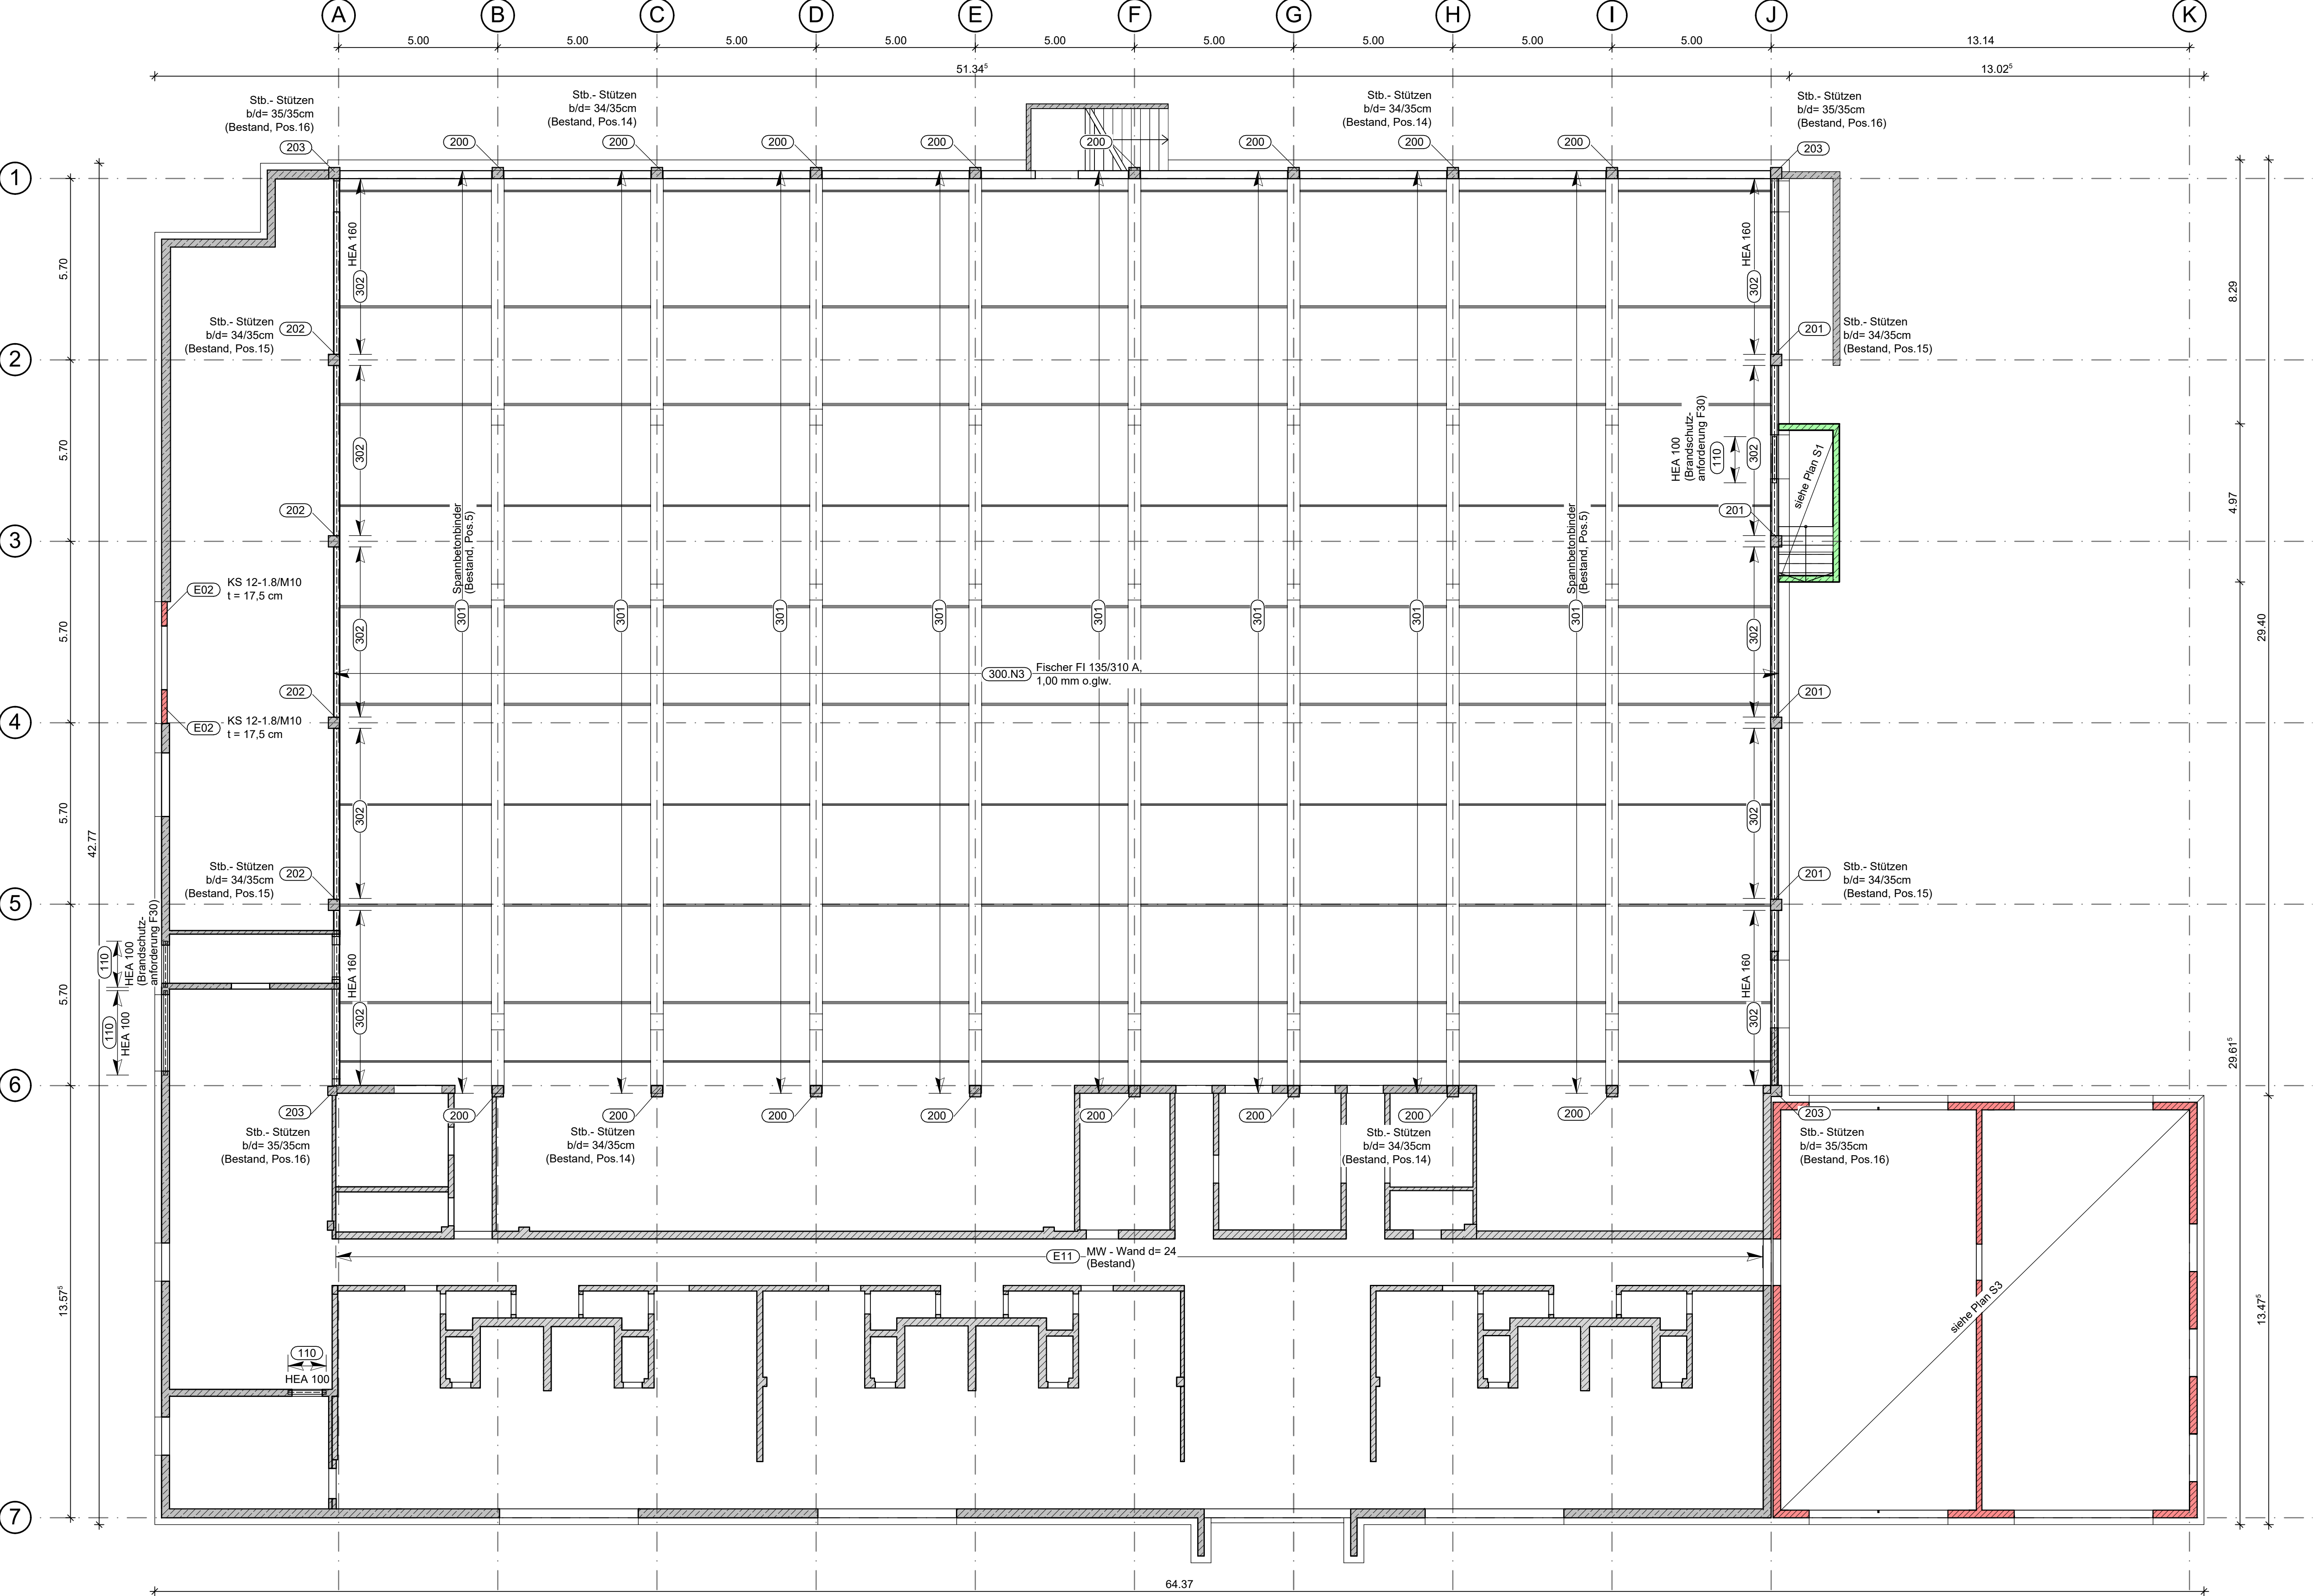 A B C D E F G H I J K
5.00 5.00 5.00 5.00 5.00 5.00 5.00 5.00 5.00 13.14
51.34⁵ 13.02⁵
Stb.- Stützen
b/d= 35/35cm
(Bestand, Pos.16)
203
Stb.- Stützen
b/d= 34/35cm
(Bestand, Pos.14)
Stb.- Stützen
b/d= 34/35cm
(Bestand, Pos.14)
Stb.- Stützen
b/d= 35/35cm
(Bestand, Pos.16)
203
200 200 200 200 200 200 200 200
1
HEA 160
302
HEA 160
302
5.70
8.29
Stb.- Stützen
b/d= 34/35cm
(Bestand, Pos.15)
202
201
Stb.- Stützen
b/d= 34/35cm
(Bestand, Pos.15)
2
5.70
302
HEA 100
(Brandschutz-
anforderung F30)
110
302
siehe Plan S1
4.97
202
Spannbetonbinder
(Bestand, Pos.5)
Spannbetonbinder
(Bestand, Pos.5)
201
3
E02
KS 12-1.8/M10
t = 17,5 cm
5.70
302
301 301 301 301 301 301 301 301
302
29.40
300.N3
Fischer FI 135/310 A,
1,00 mm o.glw.
202
201
4
E02
KS 12-1.8/M10
t = 17,5 cm
5.70
42.77
302
302
Stb.- Stützen
b/d= 34/35cm
(Bestand, Pos.15)
202
201
Stb.- Stützen
b/d= 34/35cm
(Bestand, Pos.15)
5
110
HEA 100
(Brandschutz-
anforderung F30)
5.70
110
HEA 100
HEA 160
302
HEA 160
302
29.61⁵
6
203
200 200 200 200 200 200 200 200
203
Stb.- Stützen
b/d= 35/35cm
(Bestand, Pos.16)
Stb.- Stützen
b/d= 34/35cm
(Bestand, Pos.14)
Stb.- Stützen
b/d= 34/35cm
(Bestand, Pos.14)
Stb.- Stützen
b/d= 35/35cm
(Bestand, Pos.16)
E11
MW - Wand d= 24
(Bestand)
13.57⁵
siehe Plan S3
13.47⁵
110
HEA 100
7
64.37